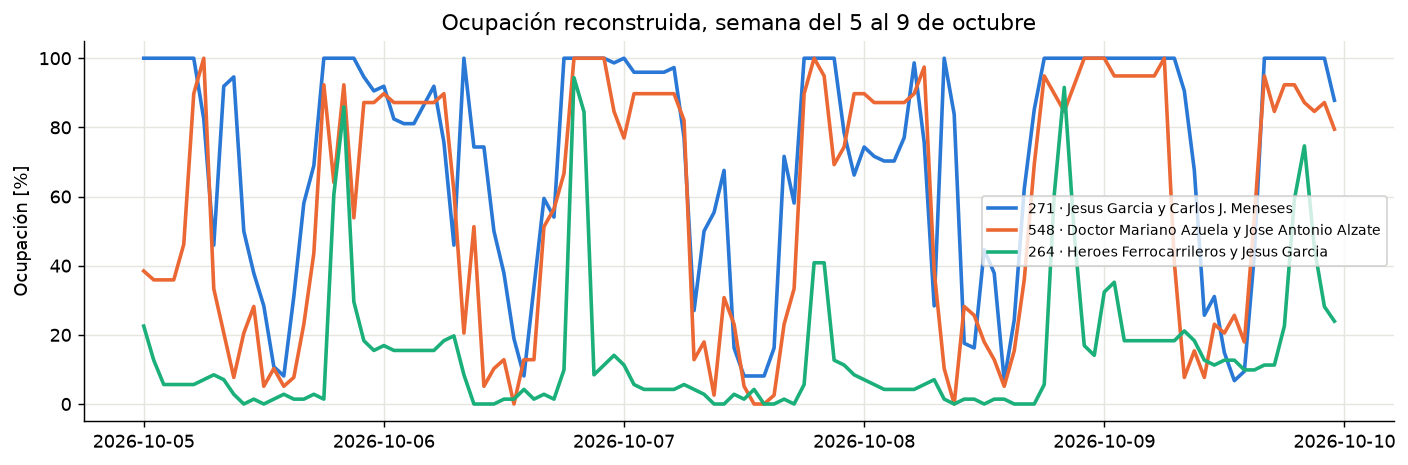 Ocupación reconstruida, semana del 5 al 9 de octubre
Ocupación [%]
100
80
60
40
20
0
271 · Jesus Garcia y Carlos J. Meneses
548 · Doctor Mariano Azuela y Jose Antonio Alzate
264 · Heroes Ferrocarrileros y Jesus Garcia
2026-10-05 2026-10-06 2026-10-07 2026-10-08 2026-10-09 2026-10-10